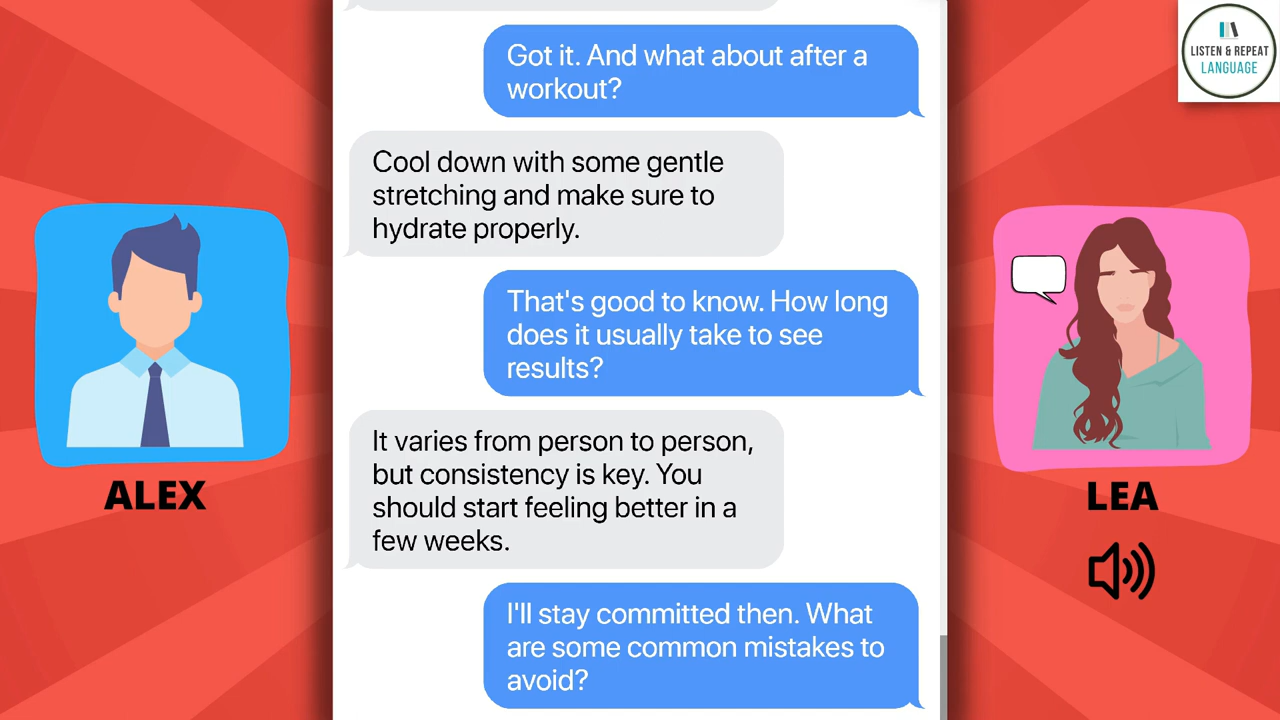 LISTEN & REPEAT
LANGUAGE
Got it. And what about after a
workout?
Cool down with some gentle
stretching and make sure to
hydrate properly.
That's good to know. How long
does it usually take to see
results?
It varies from person to person,
but consistency is key. You
should start feeling better in a
few weeks.
I'll stay committed then. What
are some common mistakes to
avoid?
ALEX
LEA